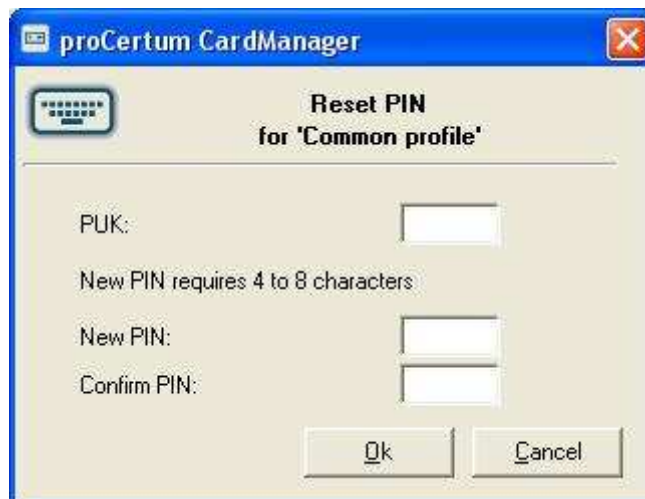 proCertum CardManager
Reset PIN
for 'Common profile'
PUK:
New PIN requires 4 to 8 characters
New PIN:
Confirm PIN:
Ok
Cancel